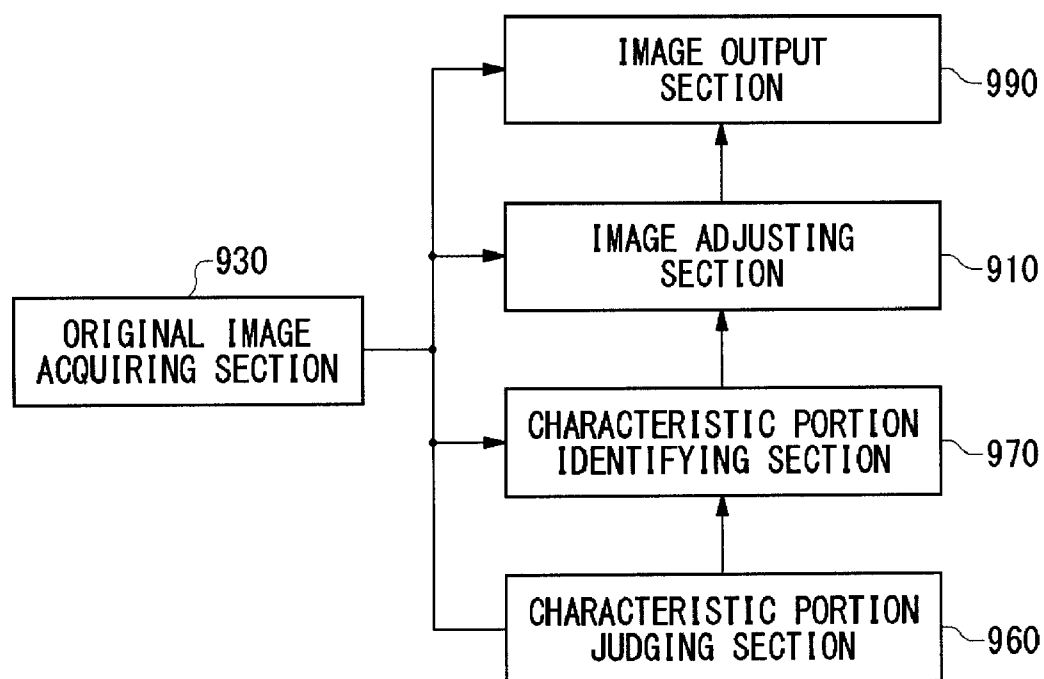 IMAGE OUTPUT
SECTION
990
IMAGE ADJUSTING
SECTION
910
930
ORIGINAL IMAGE
ACQUIRING SECTION
CHARACTERISTIC PORTION
IDENTIFYING SECTION
970
CHARACTERISTIC PORTION
JUDGING SECTION
960